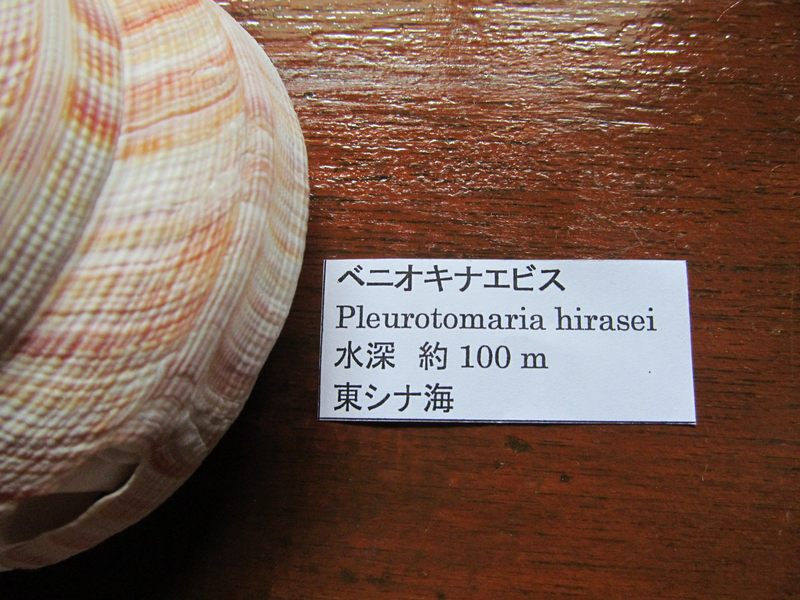 ベニオキナエビス
Pleurotomaria hirasei
水深 約 100 m
東シナ海